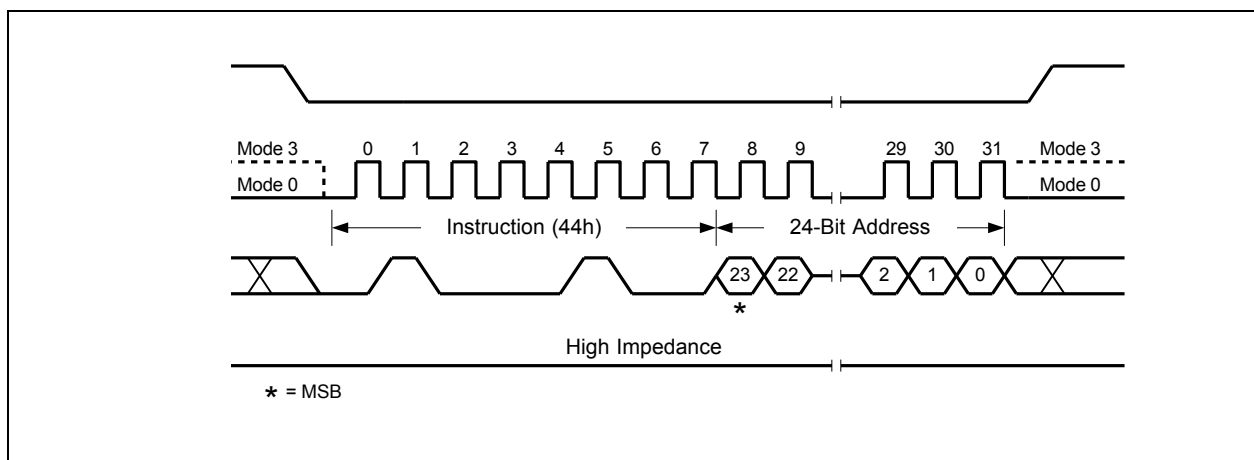 0 1 2 3 4 5 6 7 8 9 29 30 31
Mode 3 Mode 3
Mode 0 Mode 0
Instruction (44h) 24-Bit Address
23 22 2 1 0
*
High Impedance
* = MSB